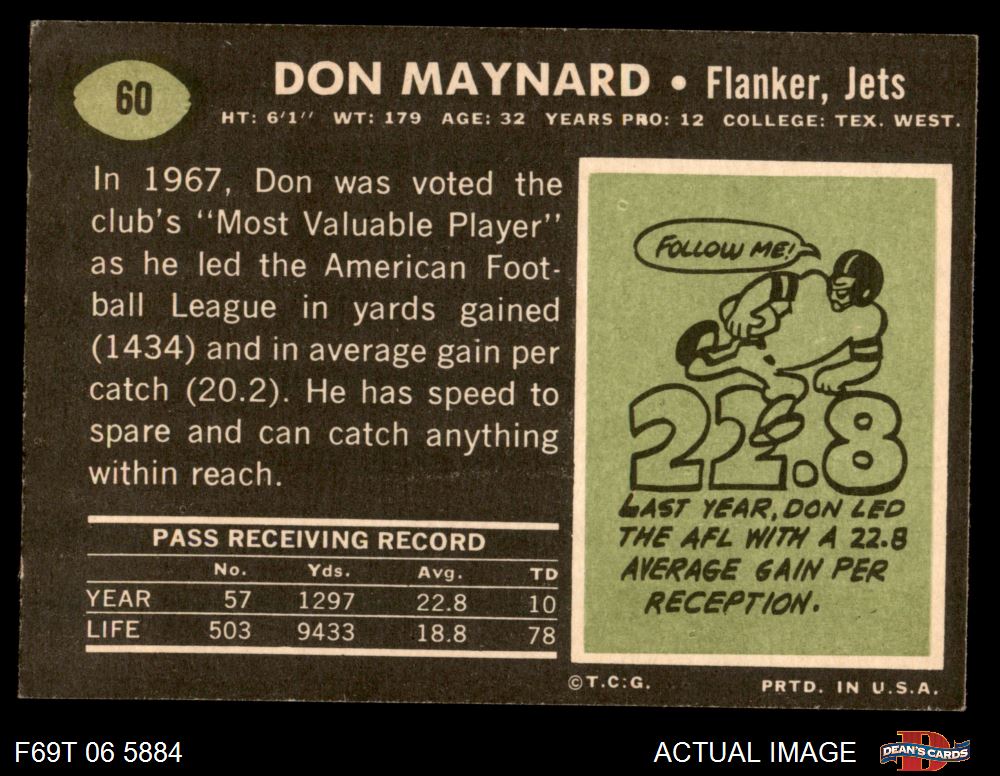 60
DON MAYNARD • Flanker, Jets
HT: 6'1'' WT: 179 AGE: 32 YEARS PRO: 12 COLLEGE: TEX. WEST.
In 1967, Don was voted the
club's "Most Valuable Player"
as he led the American Foot-
ball League in yards gained
(1434) and in average gain per
catch (20.2). He has speed to
spare and can catch anything
within reach.
PASS RECEIVING RECORD
No. Yds. Avg. TD
YEAR 57 1297 22.8 10
LIFE 503 9433 18.8 78
FOLLOW ME!
22.8
LAST YEAR, DON LED
THE AFL WITH A 22.8
AVERAGE GAIN PER
RECEPTION.
©T.C.G. PRTD. IN U.S.A.
F69T 06 5884 ACTUAL IMAGE DEAN'S CARDS